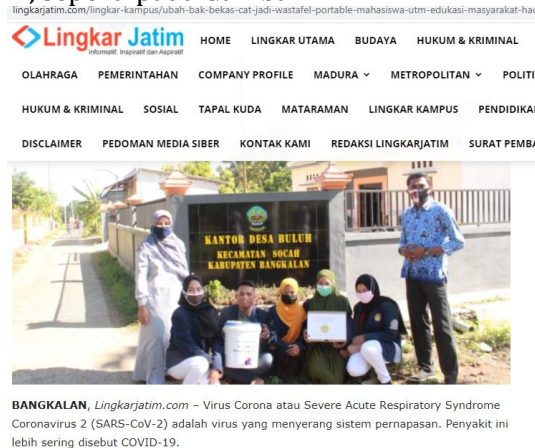 lingkarjatim.com/lingkar-kampus/ubah-bak-bekas-cat-jadi-wastafel-portable-mahasiswa-utm-edukasi-masyarakat-had
Lingkar Jatim
Informatif, Inspiratif dan Aspiratif
HOME LINGKAR UTAMA BUDAYA HUKUM & KRIMINAL
OLAHRAGA PEMERINTAHAN COMPANY PROFILE MADURA METROPOLITAN POLITI
HUKUM & KRIMINAL SOSIAL TAPAL KUDA MATARAMAN LINGKAR KAMPUS PENDIDIKA
DISCLAIMER PEDOMAN MEDIA SIBER KONTAK KAMI REDAKSI LINGKARJATIM SURAT PEMBA
KANTOR DESA BULUH
KECAMATAN SOCAH
KABUPATEN BANGKALAN
BANGKALAN, Lingkarjatim.com – Virus Corona atau Severe Acute Respiratory Syndrome
Coronavirus 2 (SARS-CoV-2) adalah virus yang menyerang sistem pernapasan. Penyakit ini
lebih sering disebut COVID-19.